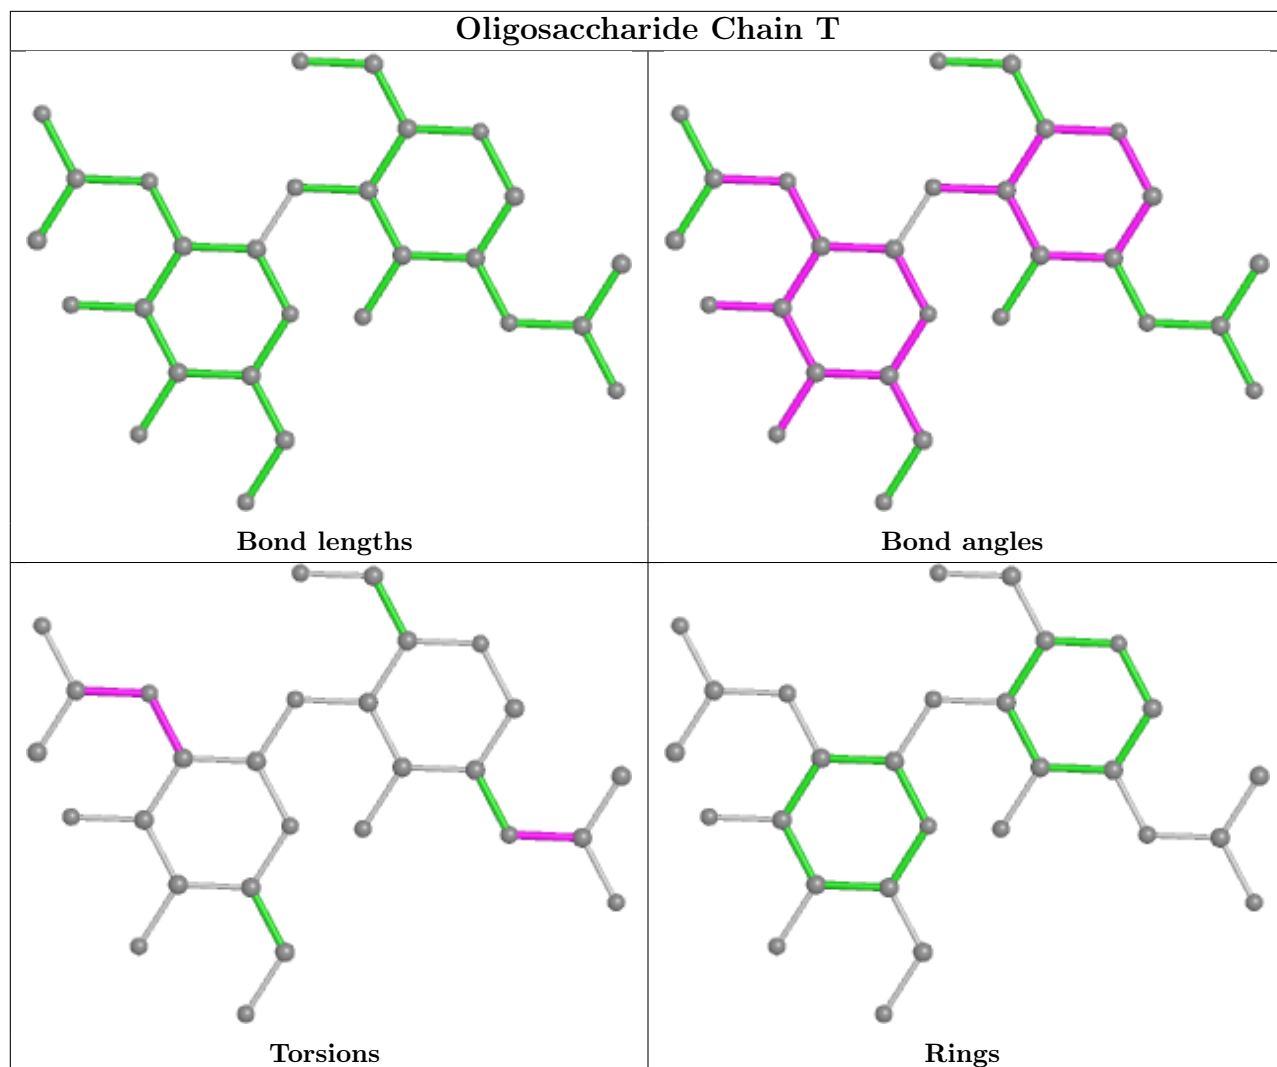 Oligosaccharide Chain T
Bond lengths
Bond angles
Torsions
Rings